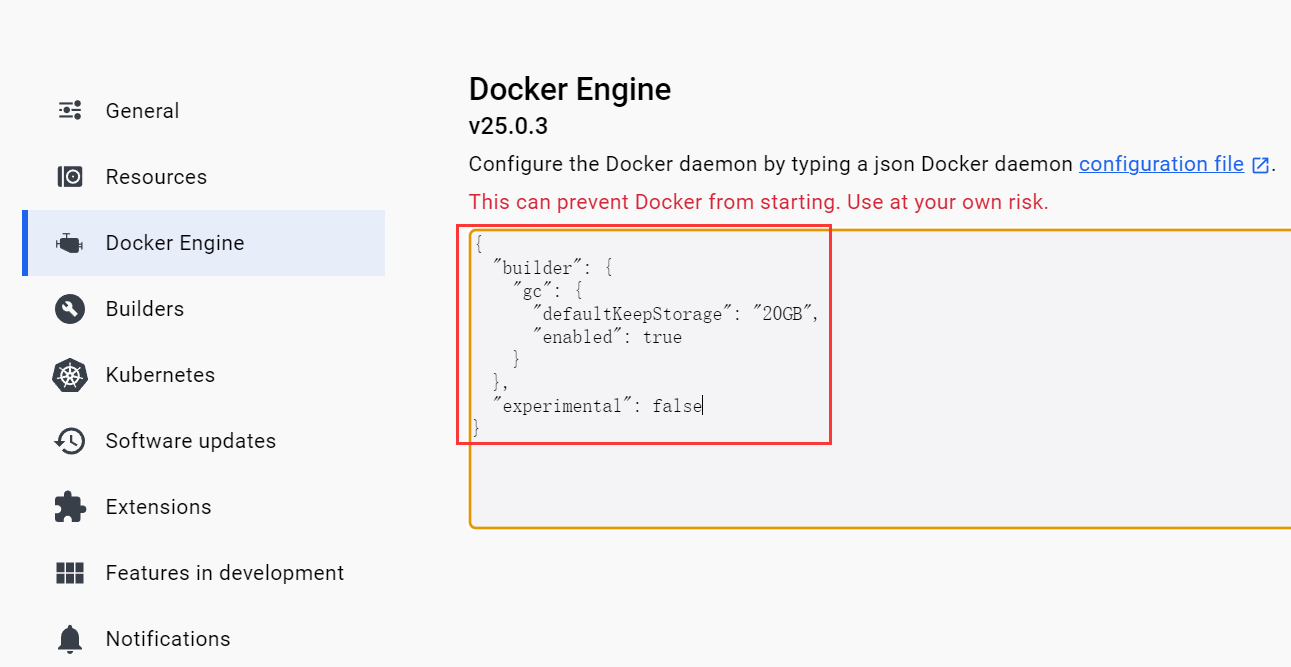 General
Resources
Docker Engine
Builders
Kubernetes
Software updates
Extensions
Features in development
Notifications
Docker Engine
v25.0.3
Configure the Docker daemon by typing a json Docker daemon configuration file.
This can prevent Docker from starting. Use at your own risk.
{
  "builder": {
    "gc": {
      "defaultKeepStorage": "20GB",
      "enabled": true
    }
  },
  "experimental": false
}